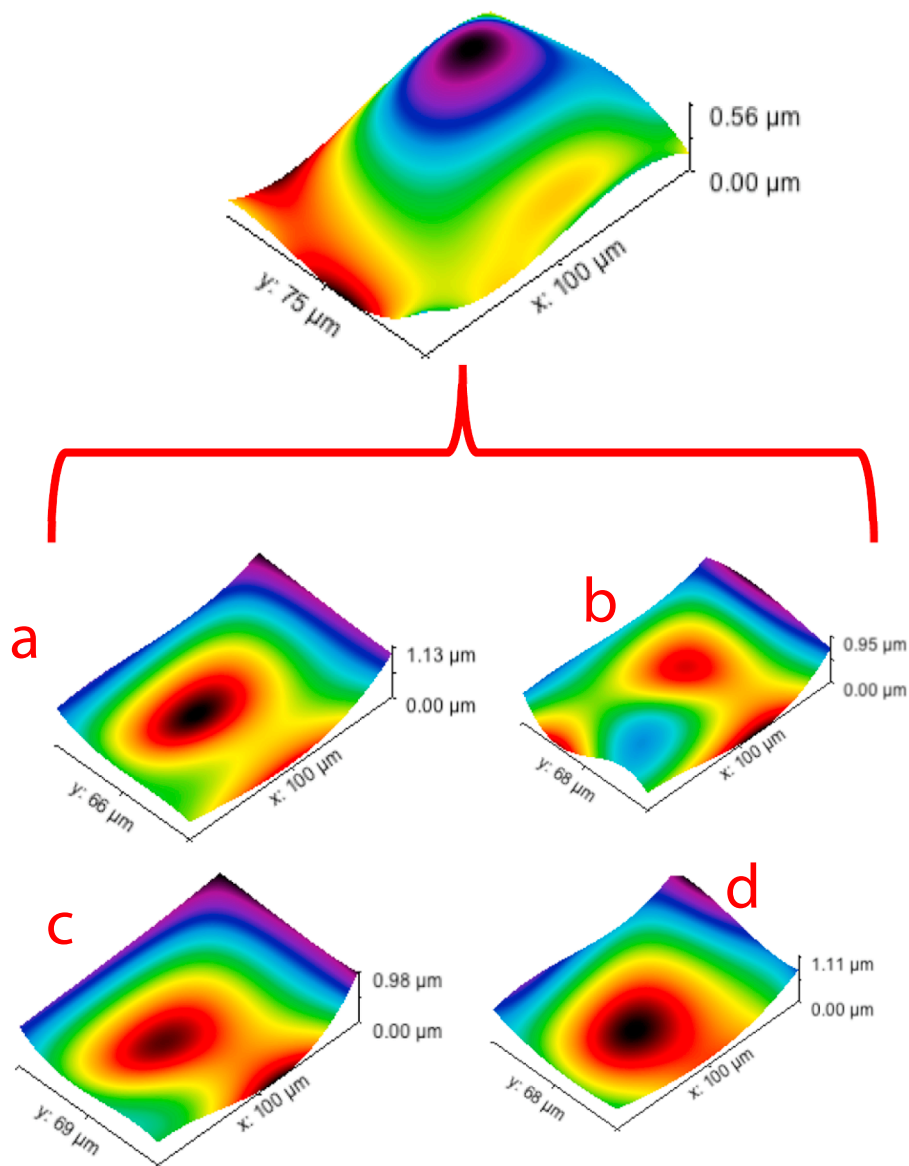 0.56 µm
0.00 µm
y: 75 µm
x: 100 µm
a
1.13 µm
0.00 µm
y: 66 µm
x: 100 µm
b
0.95 µm
0.00 µm
y: 68 µm
x: 100 µm
c
0.98 µm
0.00 µm
y: 69 µm
x: 100 µm
d
1.11 µm
0.00 µm
y: 68 µm
x: 100 µm